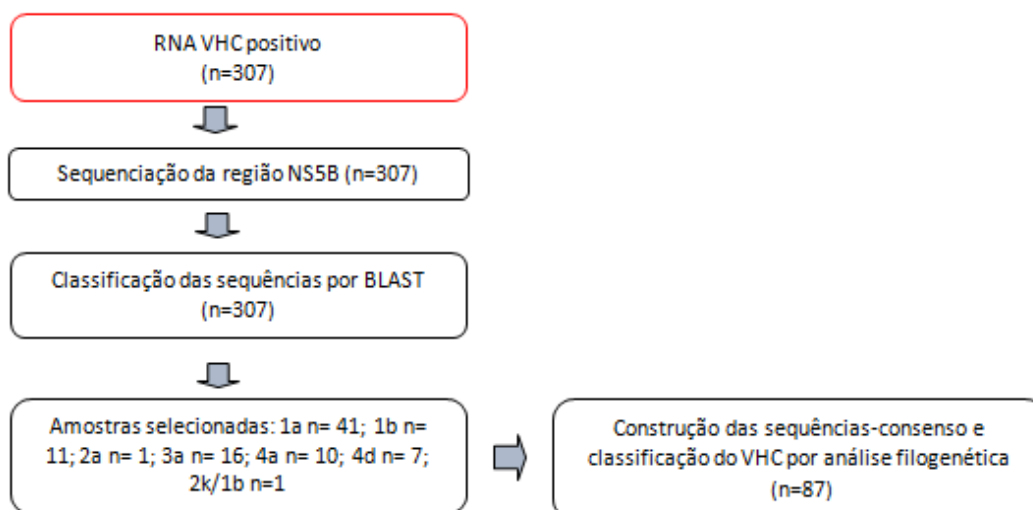 RNA VHC positivo
(n=307)
Sequenciação da região NS5B (n=307)
Classificação das sequências por BLAST
(n=307)
Amostras selecionadas: 1a n= 41; 1b n=
11; 2a n= 1; 3a n= 16; 4a n= 10; 4d n= 7;
2k/1b n=1
Construção das sequências-consenso e
classificação do VHC por análise filogenética
(n=87)